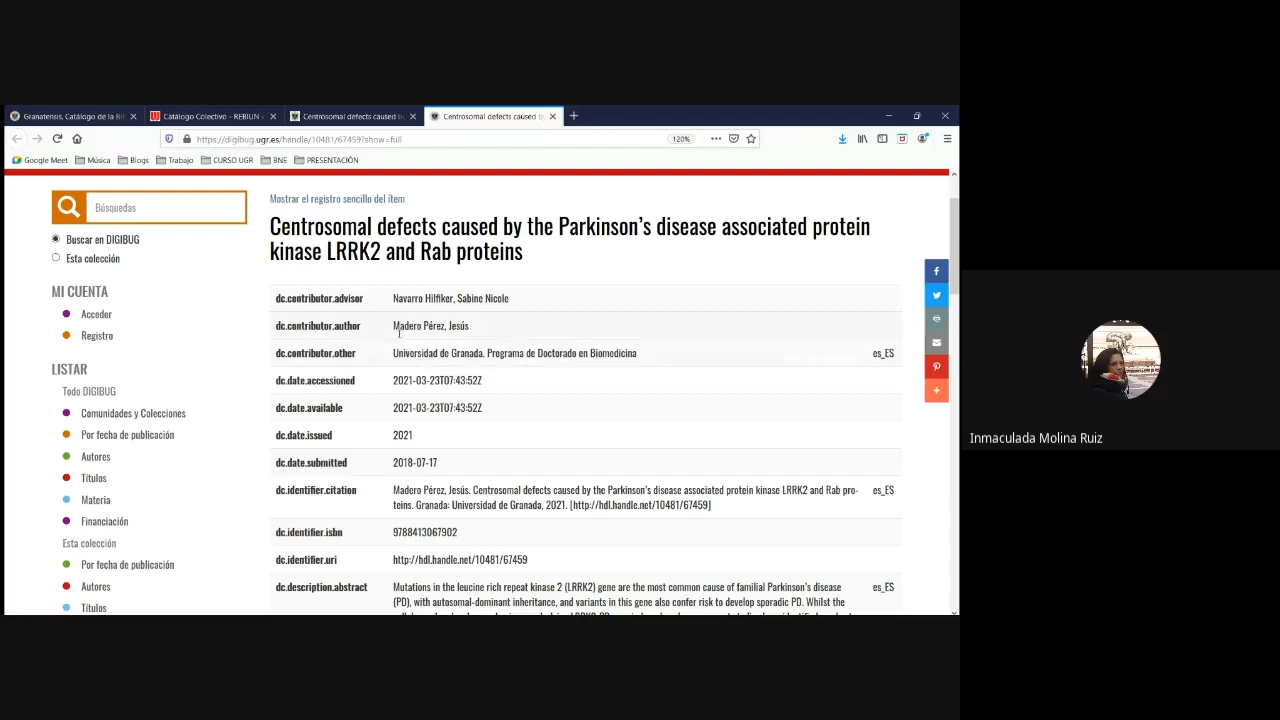 Granatensis, Catálogo de la Bi
Catálogo Colectivo - REBIUN
Centrosomal defects caused b
Centrosomal defects caused b
https://digibug.ugr.es/handle/10481/67459?show=full
120%
Google Meet
Música
Blogs
Trabajo
CURSO UGR
BNE
PRESENTACIÓN
Búsquedas
Buscar en DIGIBUG
Esta colección
MI CUENTA
Acceder
Registro
LISTAR
Todo DIGIBUG
Comunidades y Colecciones
Por fecha de publicación
Autores
Títulos
Materia
Financiación
Esta colección
Por fecha de publicación
Autores
Títulos
Mostrar el registro sencillo del ítem
Centrosomal defects caused by the Parkinson’s disease associated protein
kinase LRRK2 and Rab proteins
dc.contributor.advisor Navarro Hilfiker, Sabine Nicole
dc.contributor.author Madero Pérez, Jesús
dc.contributor.other Universidad de Granada. Programa de Doctorado en Biomedicina es_ES
dc.date.accessioned 2021-03-23T07:43:52Z
dc.date.available 2021-03-23T07:43:52Z
dc.date.issued 2021
dc.date.submitted 2018-07-17
dc.identifier.citation Madero Pérez, Jesús. Centrosomal defects caused by the Parkinson’s disease associated protein kinase LRRK2 and Rab pro- es_ES
teins. Granada: Universidad de Granada, 2021. [http://hdl.handle.net/10481/67459]
dc.identifier.isbn 9788413067902
dc.identifier.uri http://hdl.handle.net/10481/67459
dc.description.abstract Mutations in the leucine rich repeat kinase 2 (LRRK2) gene are the most common cause of familial Parkinson’s disease es_ES
(PD), with autosomal-dominant inheritance, and variants in this gene also confer risk to develop sporadic PD. Whilst the
Inmaculada Molina Ruiz